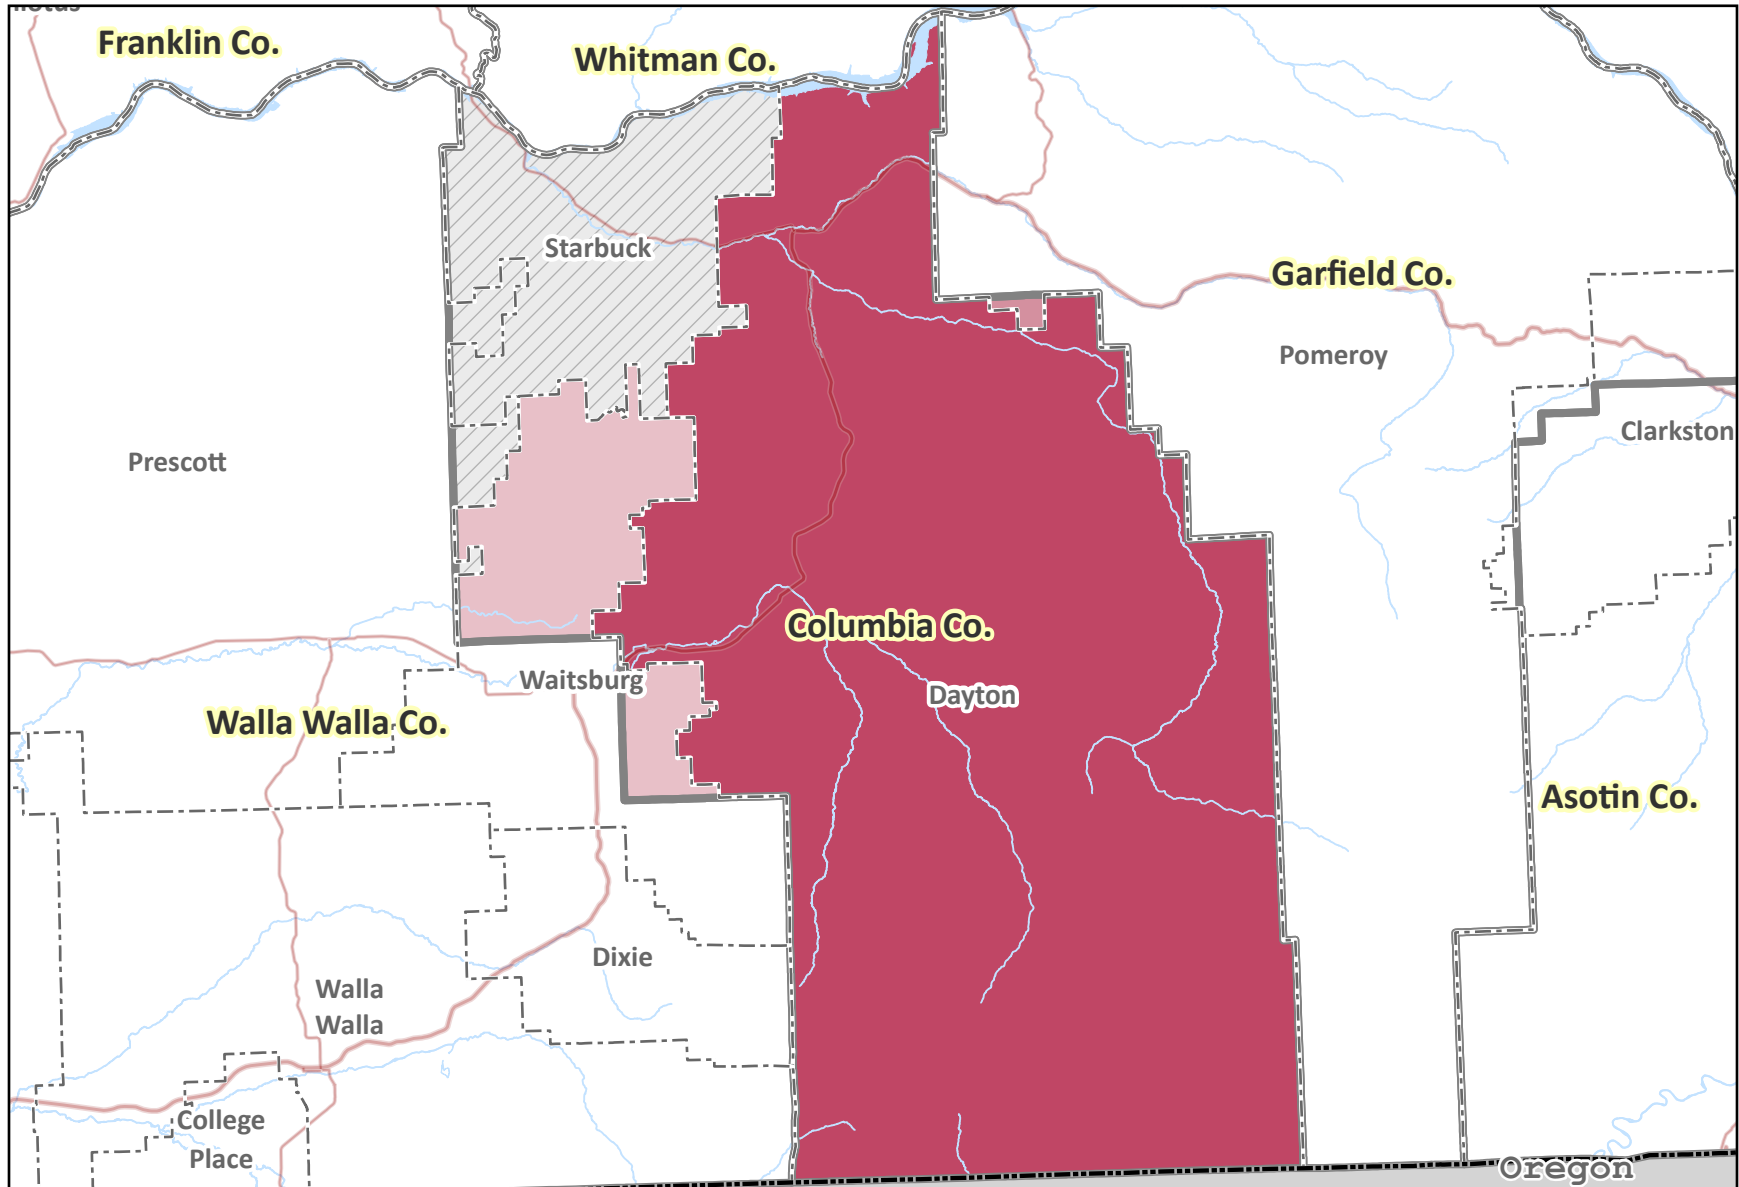 Franklin Co.
Whitman Co.
Starbuck
Garfield Co.
Pomeroy
Clarkston
Prescott
Columbia Co.
Waitsburg
Dayton
Walla Walla Co.
Asotin Co.
Dixie
Walla
Walla
College
Place
Oregon